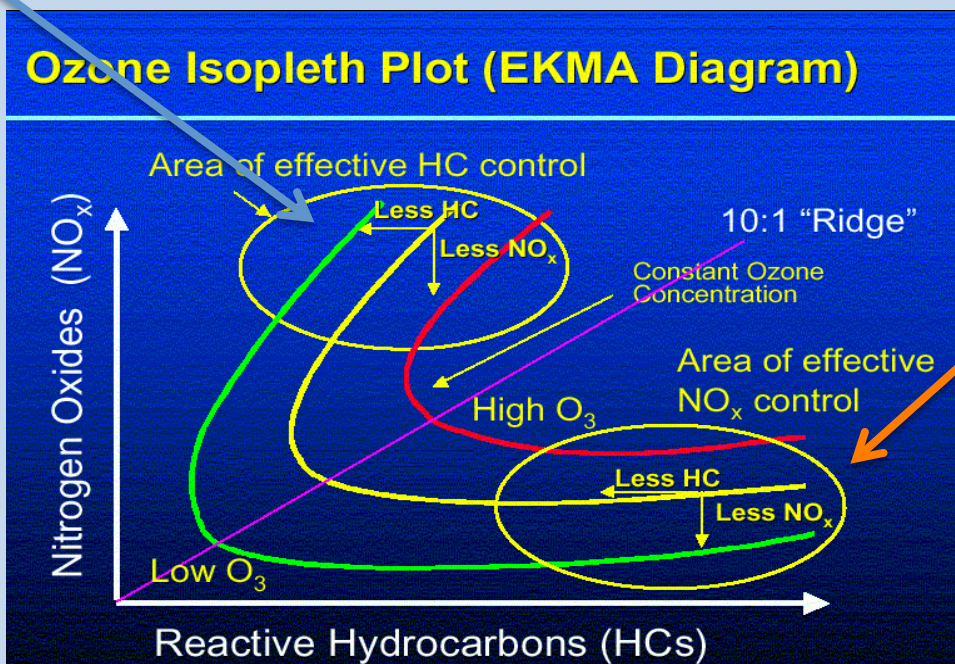 Ozone Isopleth Plot (EKMA Diagram)
Area of effective HC control
Less HC
Less NOₓ
10:1 “Ridge”
Constant Ozone
Concentration
Area of effective
NOₓ control
High O₃
Less HC
Less NOₓ
Low O₃
Nitrogen Oxides (NOₓ)
Reactive Hydrocarbons (HCs)